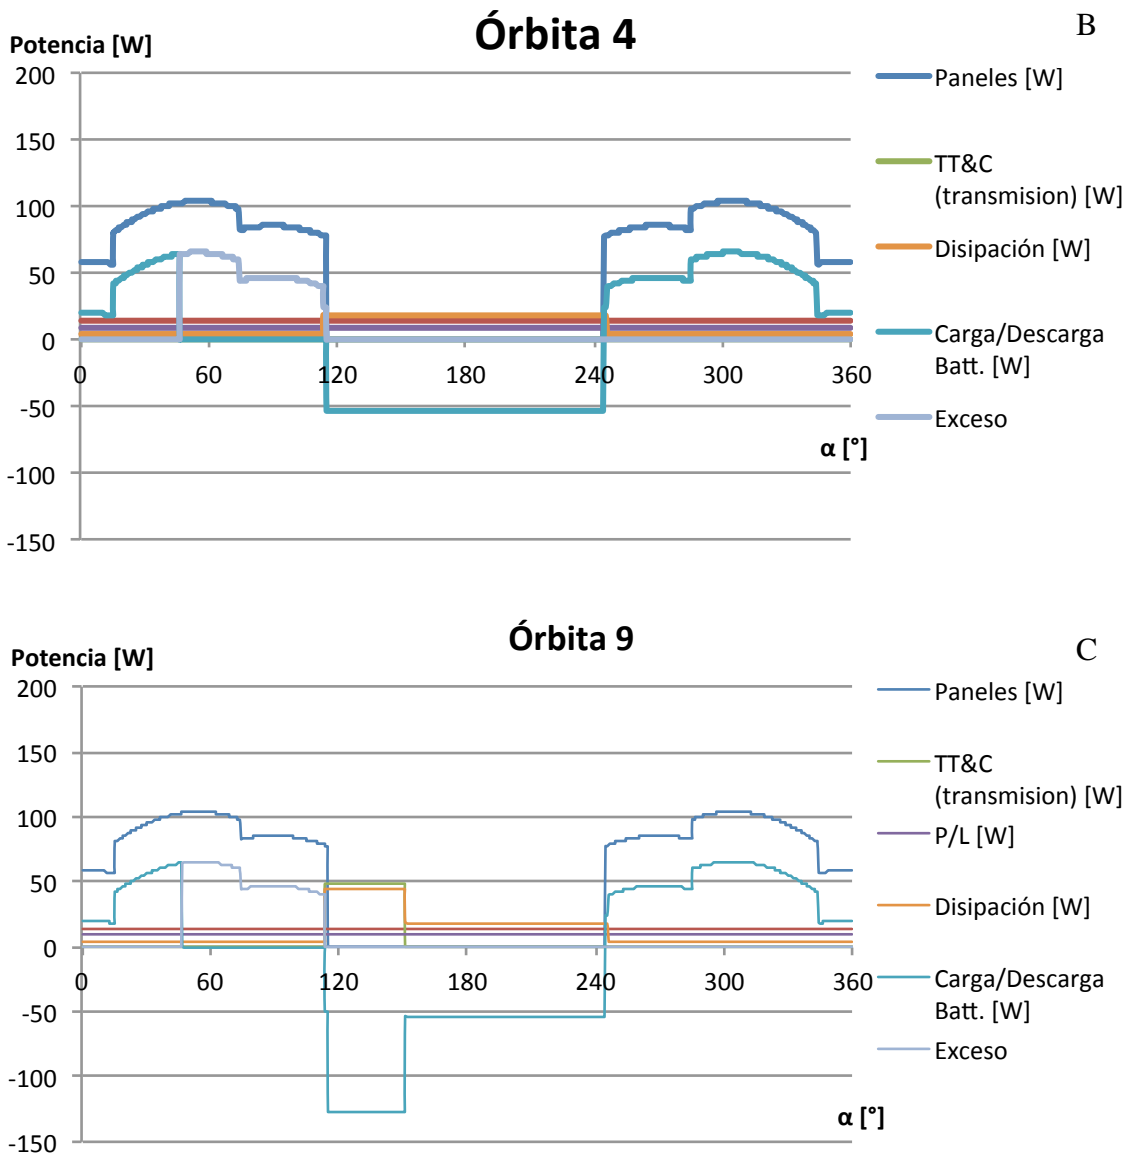 Órbita 4
B
Potencia [W]
200
150
100
50
0
-50
-100
-150
0
60
120
180
240
300
360
α [°]
Paneles [W]
TT&C
(transmision) [W]
Disipación [W]
Carga/Descarga
Batt. [W]
Exceso
Órbita 9
C
Potencia [W]
200
150
100
50
0
-50
-100
-150
0
60
120
180
240
300
360
α [°]
Paneles [W]
TT&C
(transmision) [W]
P/L [W]
Disipación [W]
Carga/Descarga
Batt. [W]
Exceso